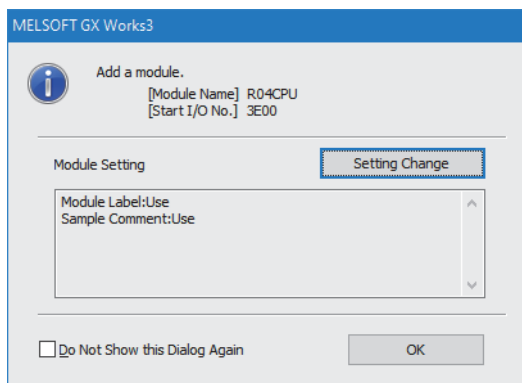 MELSOFT GX Works3
Add a module.
[Module Name] R04CPU
[Start I/O No.] 3E00
Module Setting
Setting Change
Module Label:Use
Sample Comment:Use
Do Not Show this Dialog Again
OK